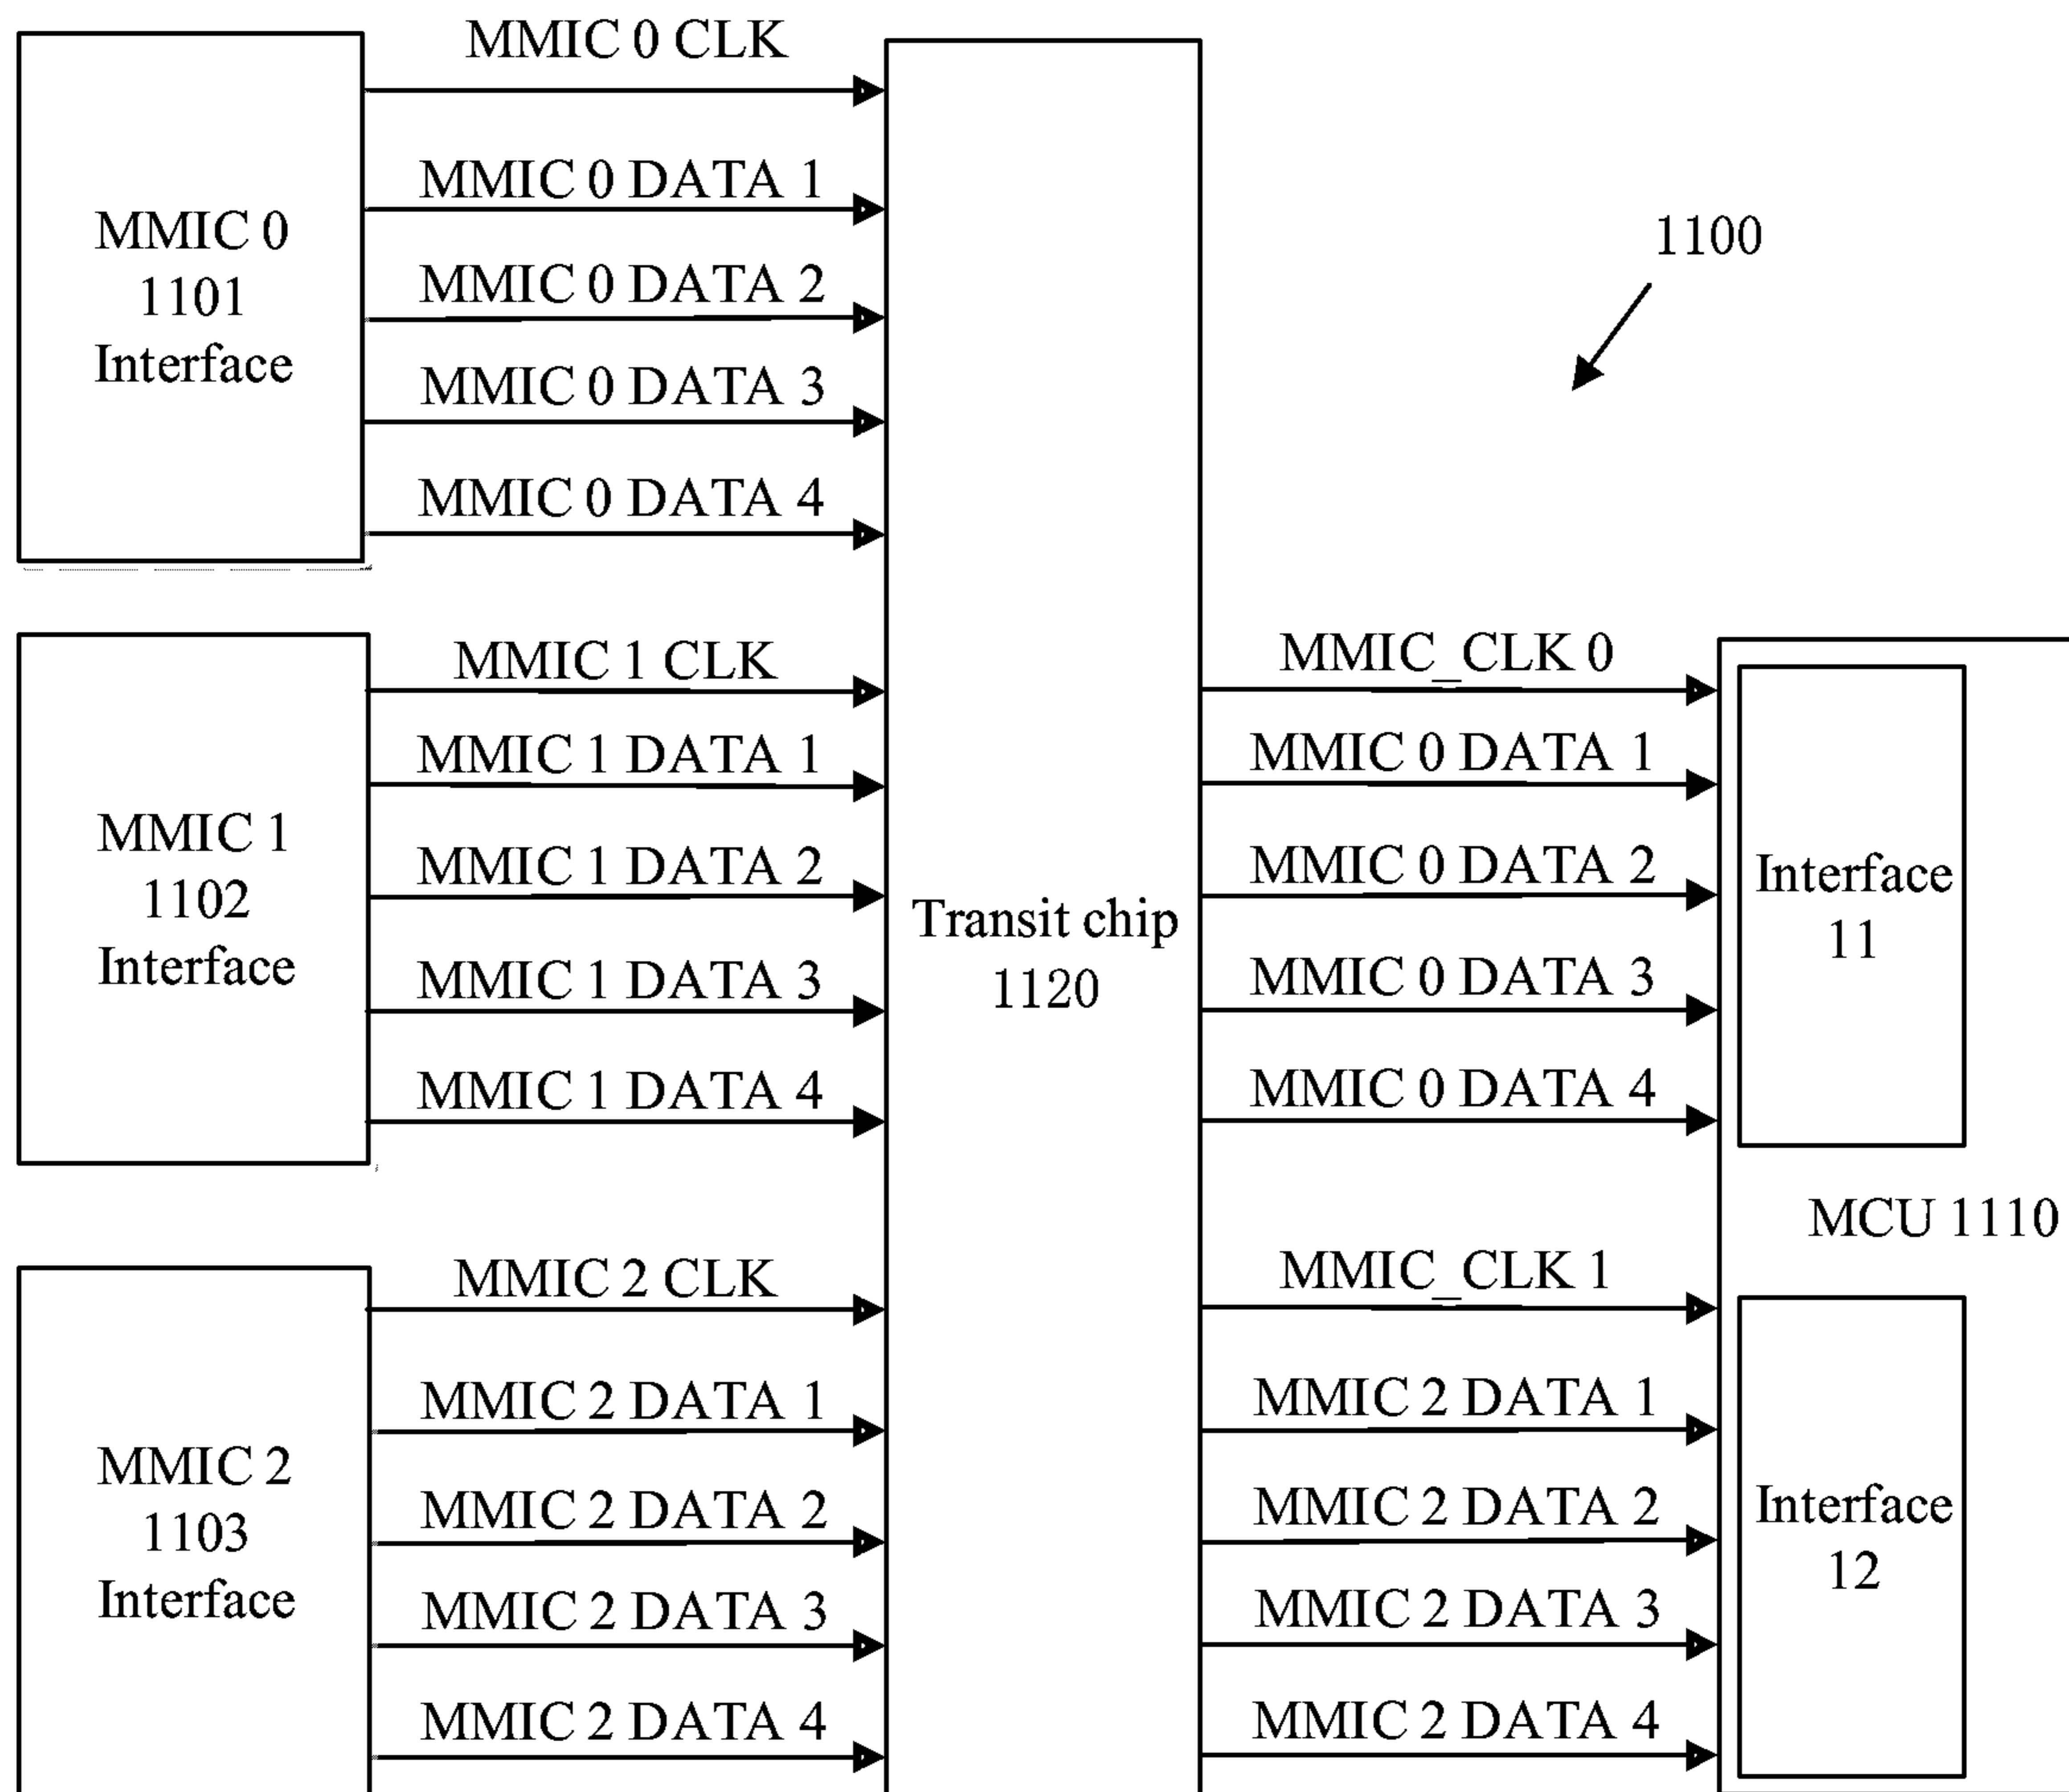 MMIC 0
1101
Interface
MMIC 0 CLK
MMIC 0 DATA 1
MMIC 0 DATA 2
MMIC 0 DATA 3
MMIC 0 DATA 4
MMIC 1
1102
Interface
MMIC 1 CLK
MMIC 1 DATA 1
MMIC 1 DATA 2
MMIC 1 DATA 3
MMIC 1 DATA 4
MMIC 2
1103
Interface
MMIC 2 CLK
MMIC 2 DATA 1
MMIC 2 DATA 2
MMIC 2 DATA 3
MMIC 2 DATA 4
Transit chip
1120
1100
MMIC_CLK 0
MMIC 0 DATA 1
MMIC 0 DATA 2
MMIC 0 DATA 3
MMIC 0 DATA 4
MMIC_CLK 1
MMIC 2 DATA 1
MMIC 2 DATA 2
MMIC 2 DATA 3
MMIC 2 DATA 4
Interface
11
MCU 1110
Interface
12